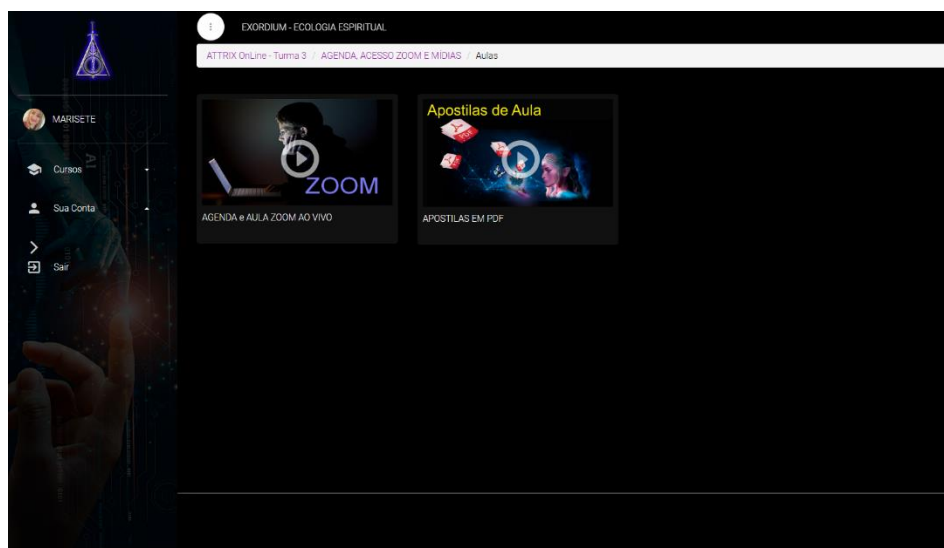 EXORDIUM - ECOLOGIA ESPIRITUAL
ATTRIX OnLine - Turma 3 / AGENDA, ACESSO ZOOM E MÍDIAS / Aulas
MARISETE
Cursos
Sua Conta
Sair
ZOOM
AGENDA e AULA ZOOM AO VIVO
Apostilas de Aula
APOSTILAS EM PDF
AI